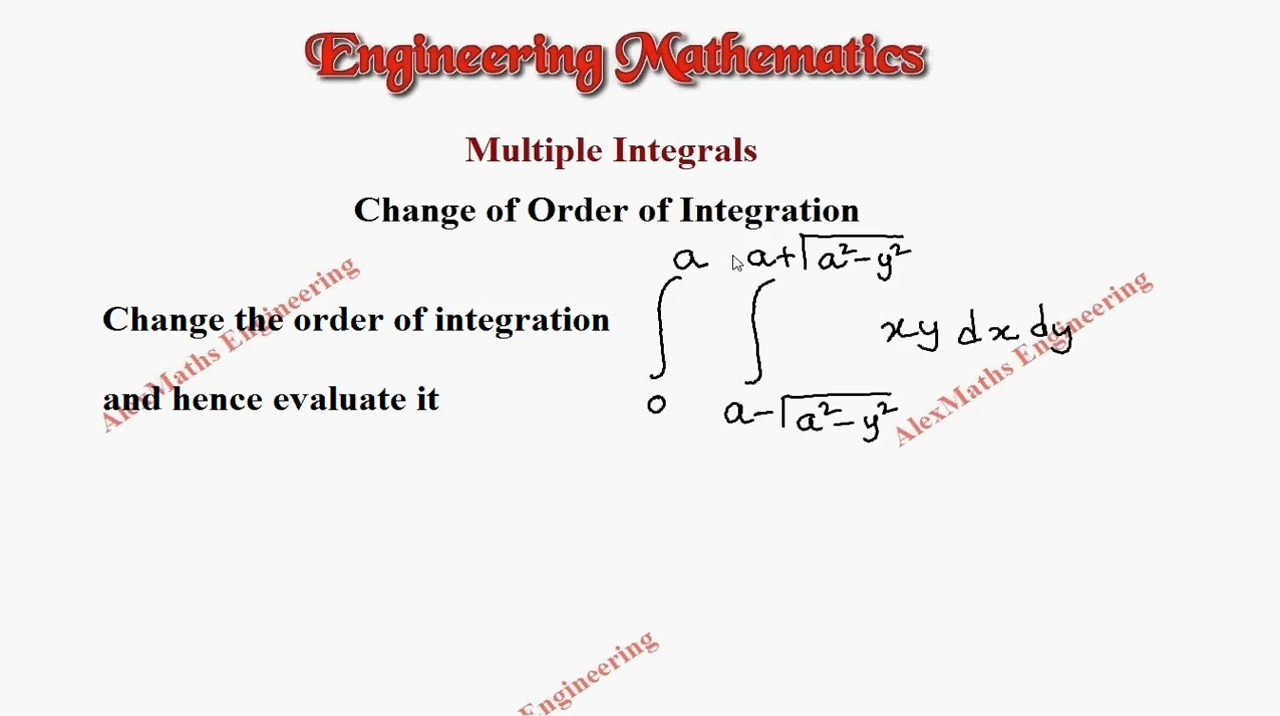 Engineering Mathematics
Multiple Integrals
Change of Order of Integration
a a+√a²-y²
Change the order of integration ∫ ∫ xy dx dy
and hence evaluate it 0 a-√a²-y²
AlexMaths Engineering
AlexMaths Engineering
Engineering